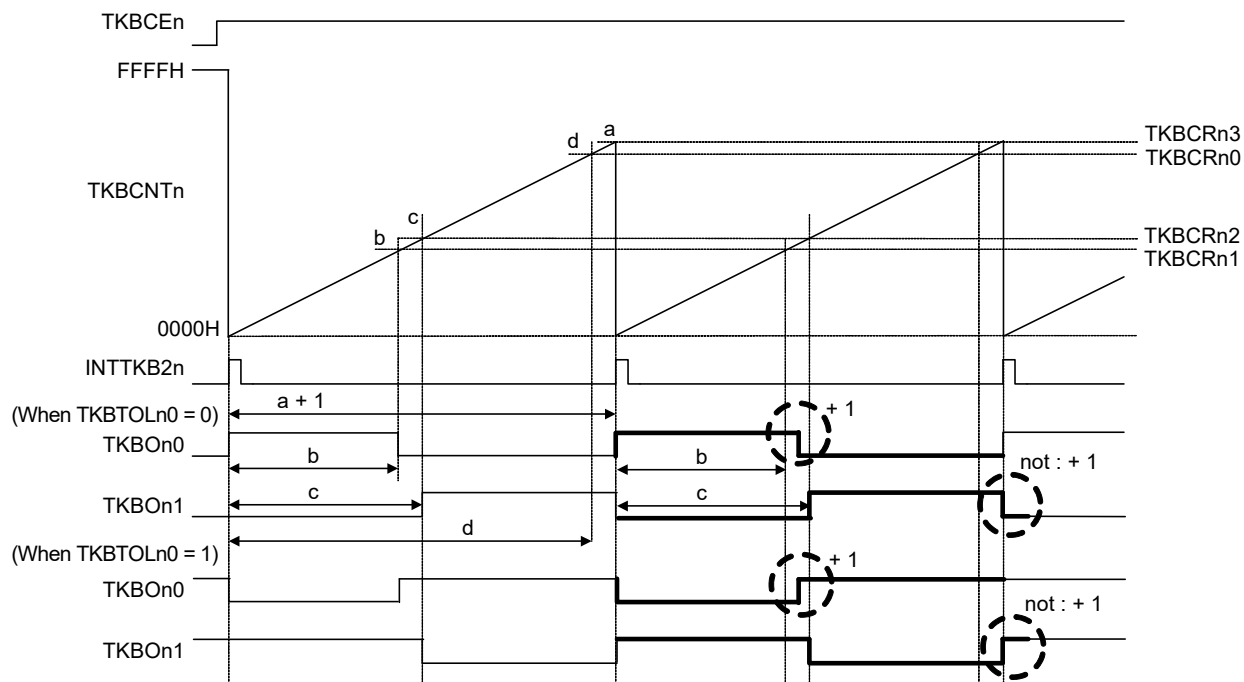 TKBCEn
FFFFH
a
TKBCRn3
d
TKBCRn0
TKBCNTn
c
TKBCRn2
b
TKBCRn1
0000H
INTTKB2n
(When TKBTOLn0 = 0)
a + 1
+ 1
TKBOn0
b
b
not : + 1
c
c
TKBOn1
d
(When TKBTOLn0 = 1)
+ 1
TKBOn0
not : + 1
TKBOn1